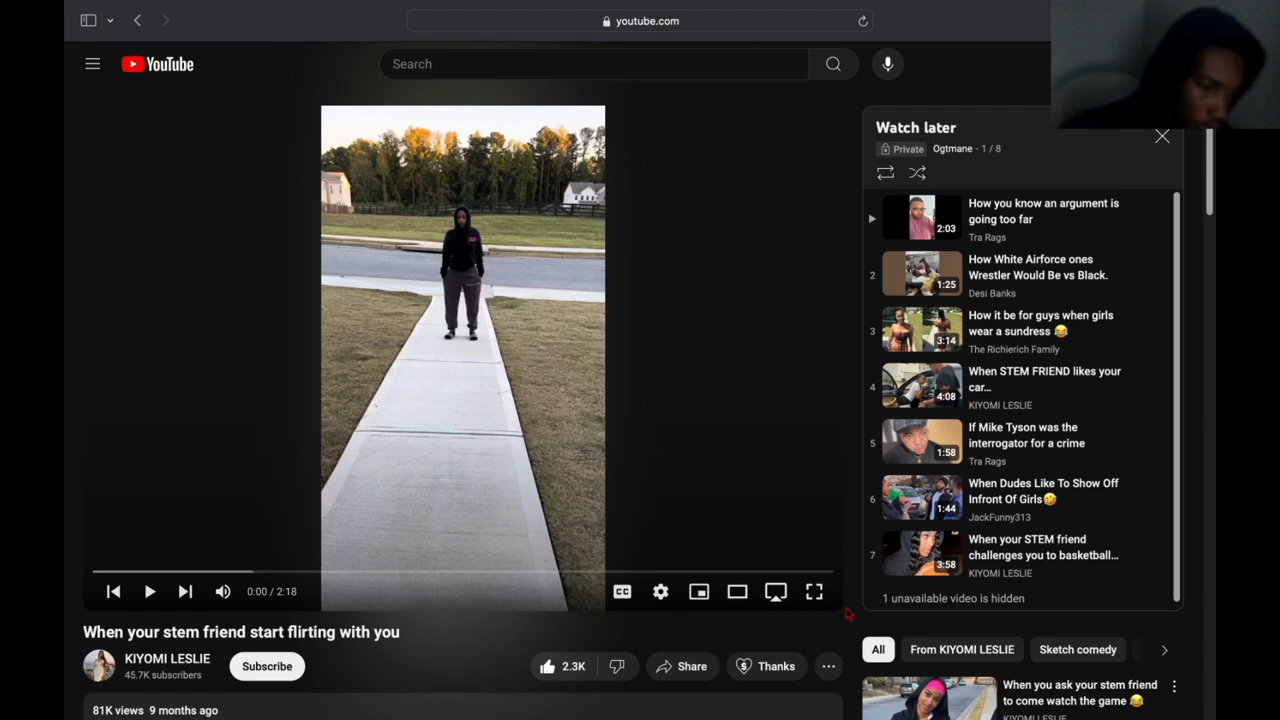 youtube.com
YouTube
Search
Watch later
Private Ogtmane - 1 / 8
How you know an argument is
going too far
Tra Rags
2:03
2
How White Airforce ones
Wrestler Would Be vs Black.
Desi Banks
1:25
3
How it be for guys when girls
wear a sundress 😂
The Richierich Family
3:14
4
When STEM FRIEND likes your
car...
KIYOMI LESLIE
4:08
5
If Mike Tyson was the
interrogator for a crime
Tra Rags
1:58
6
When Dudes Like To Show Off
Infront Of Girls🤣
JackFunny313
1:44
7
When your STEM friend
challenges you to basketball...
KIYOMI LESLIE
3:58
1 unavailable video is hidden
0:00 / 2:18
CC
When your stem friend start flirting with you
KIYOMI LESLIE
45.7K subscribers
Subscribe
2.3K
Share
Thanks
81K views 9 months ago
All
From KIYOMI LESLIE
Sketch comedy
When you ask your stem friend
to come watch the game 😂
KIYOMI LESLIE